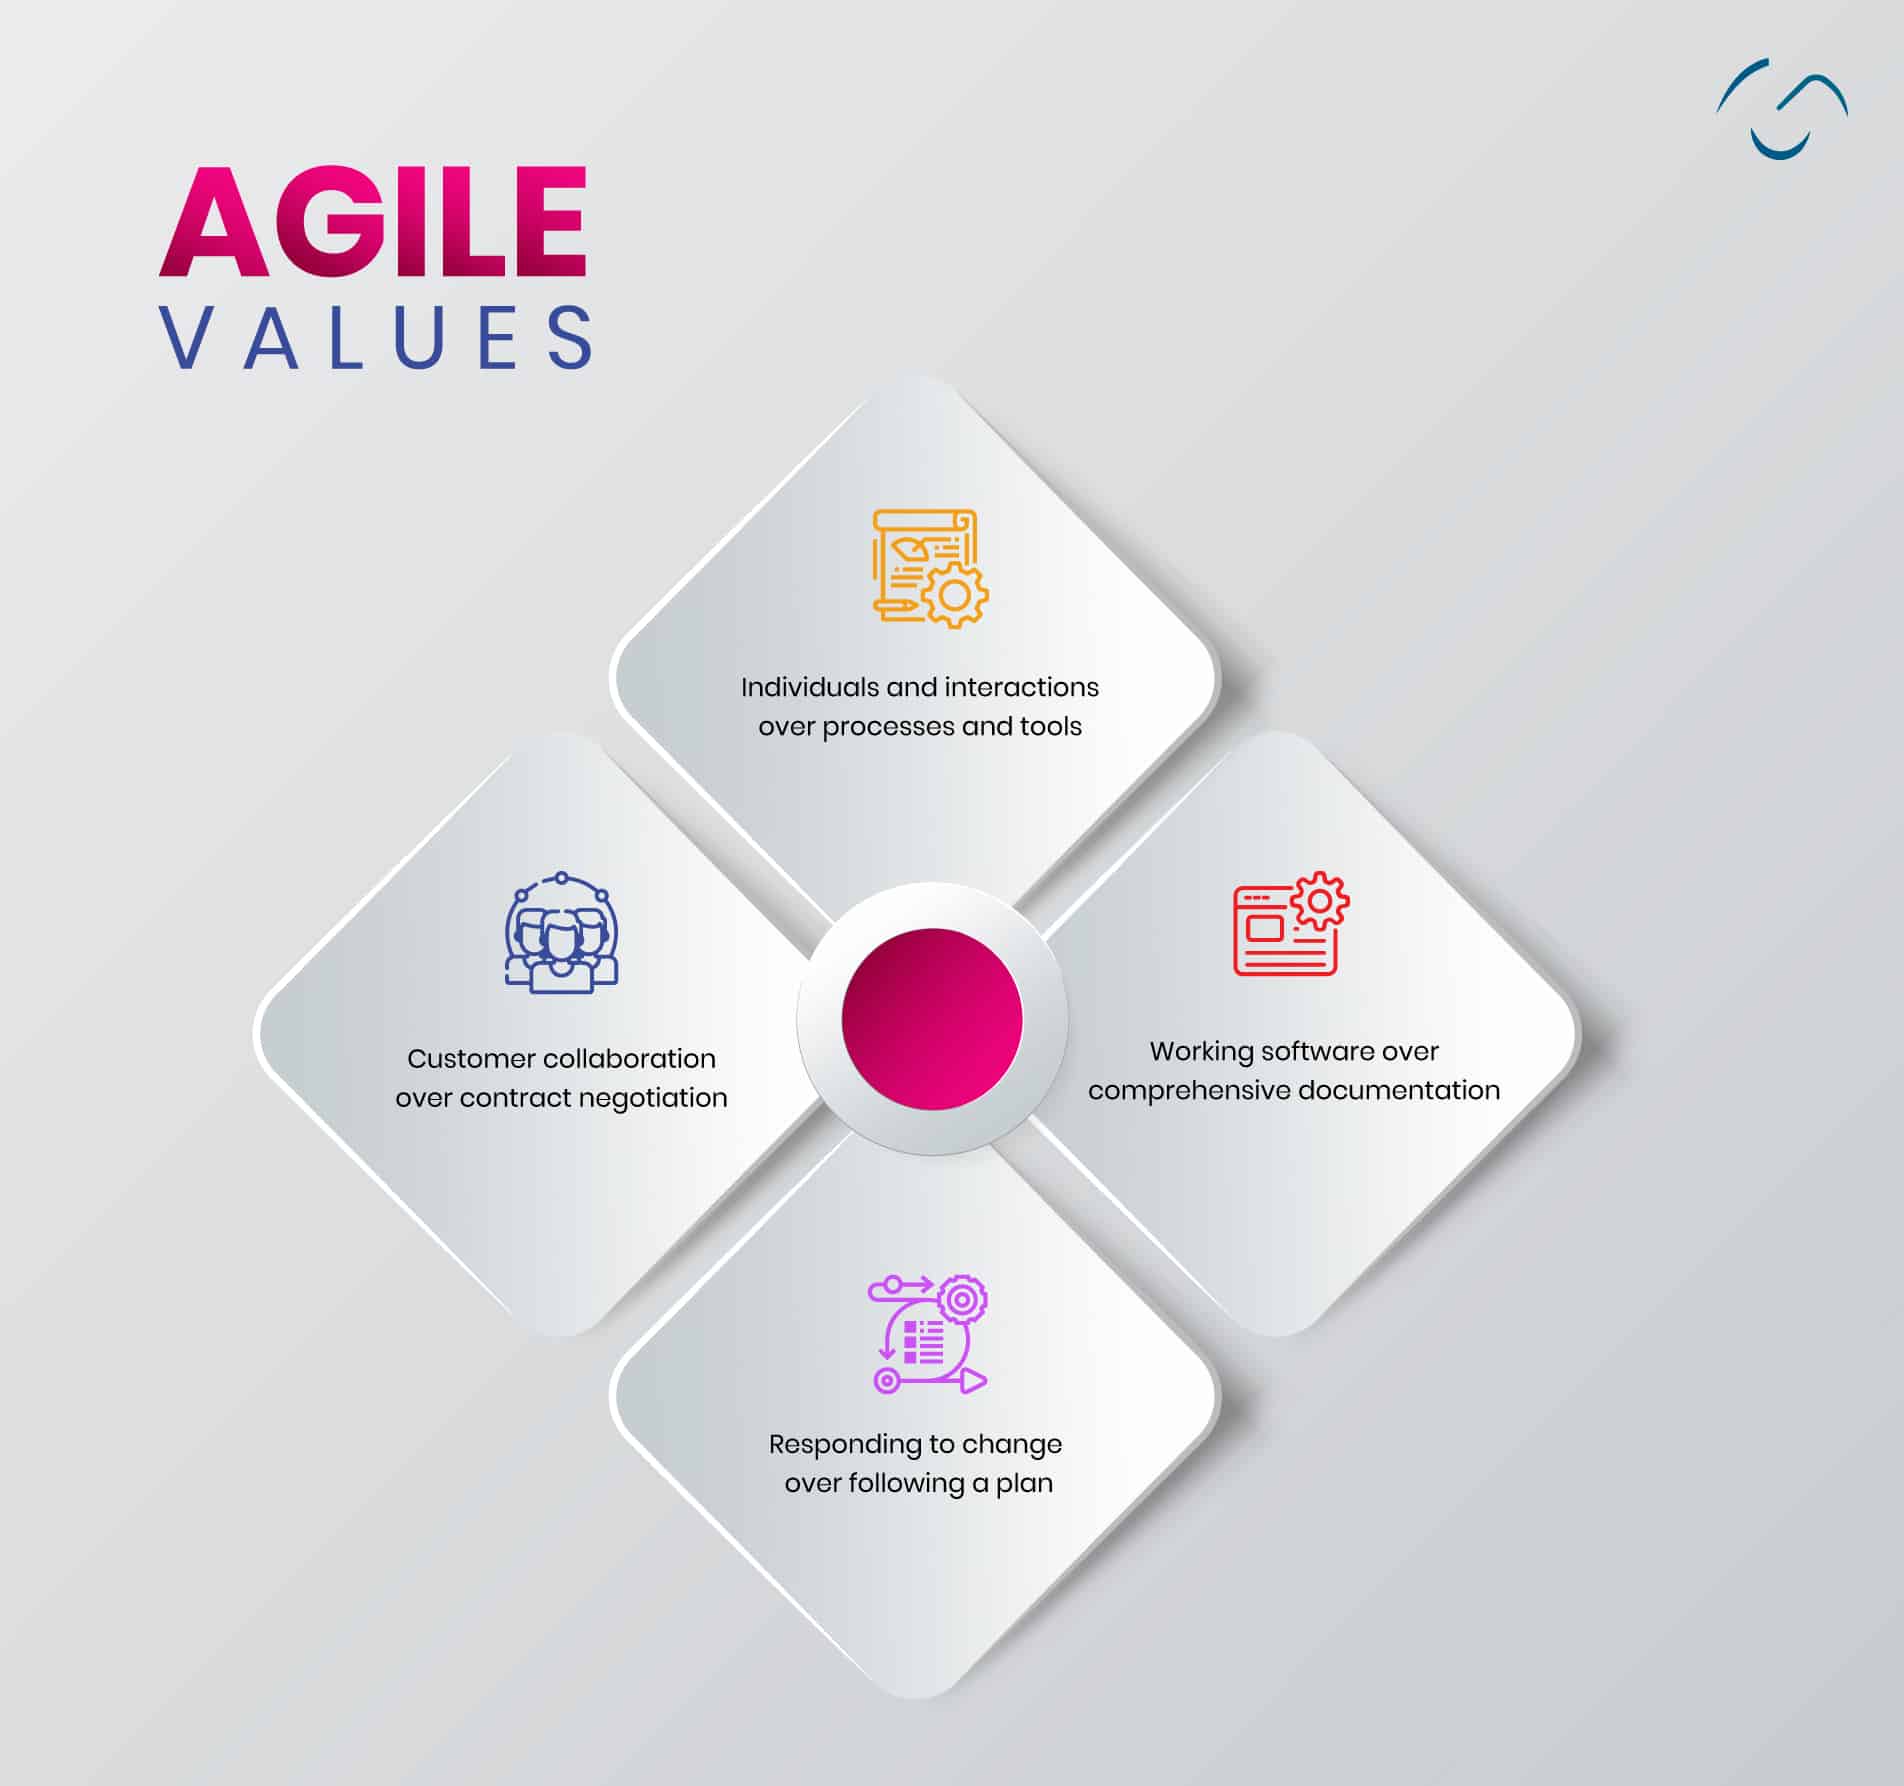 AGILE
VALUES
Individuals and interactions
over processes and tools
Customer collaboration
over contract negotiation
Working software over
comprehensive documentation
Responding to change
over following a plan